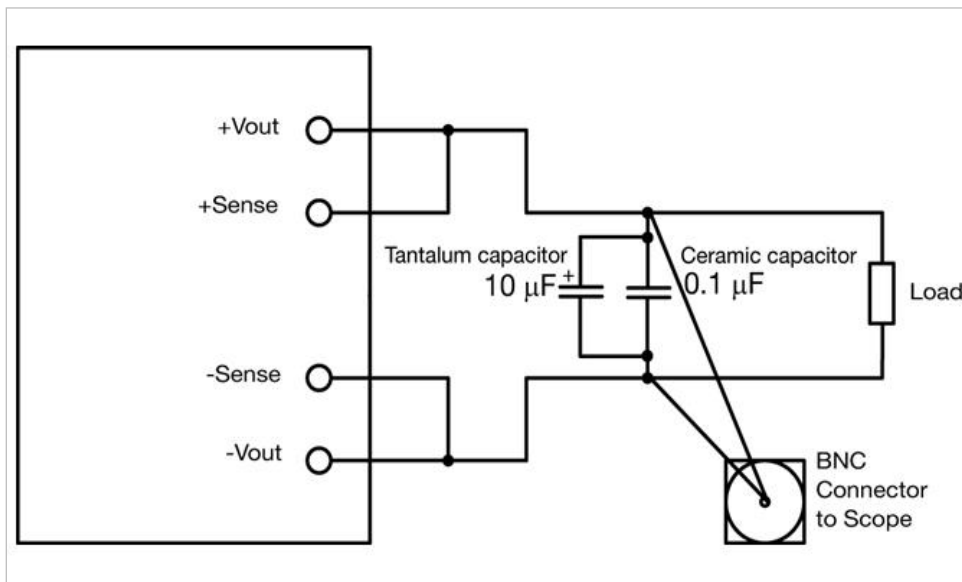 +Vout
+Sense
Tantalum capacitor
10 µF
+
Ceramic capacitor
0.1 µF
Load
-Sense
-Vout
BNC
Connector
to Scope